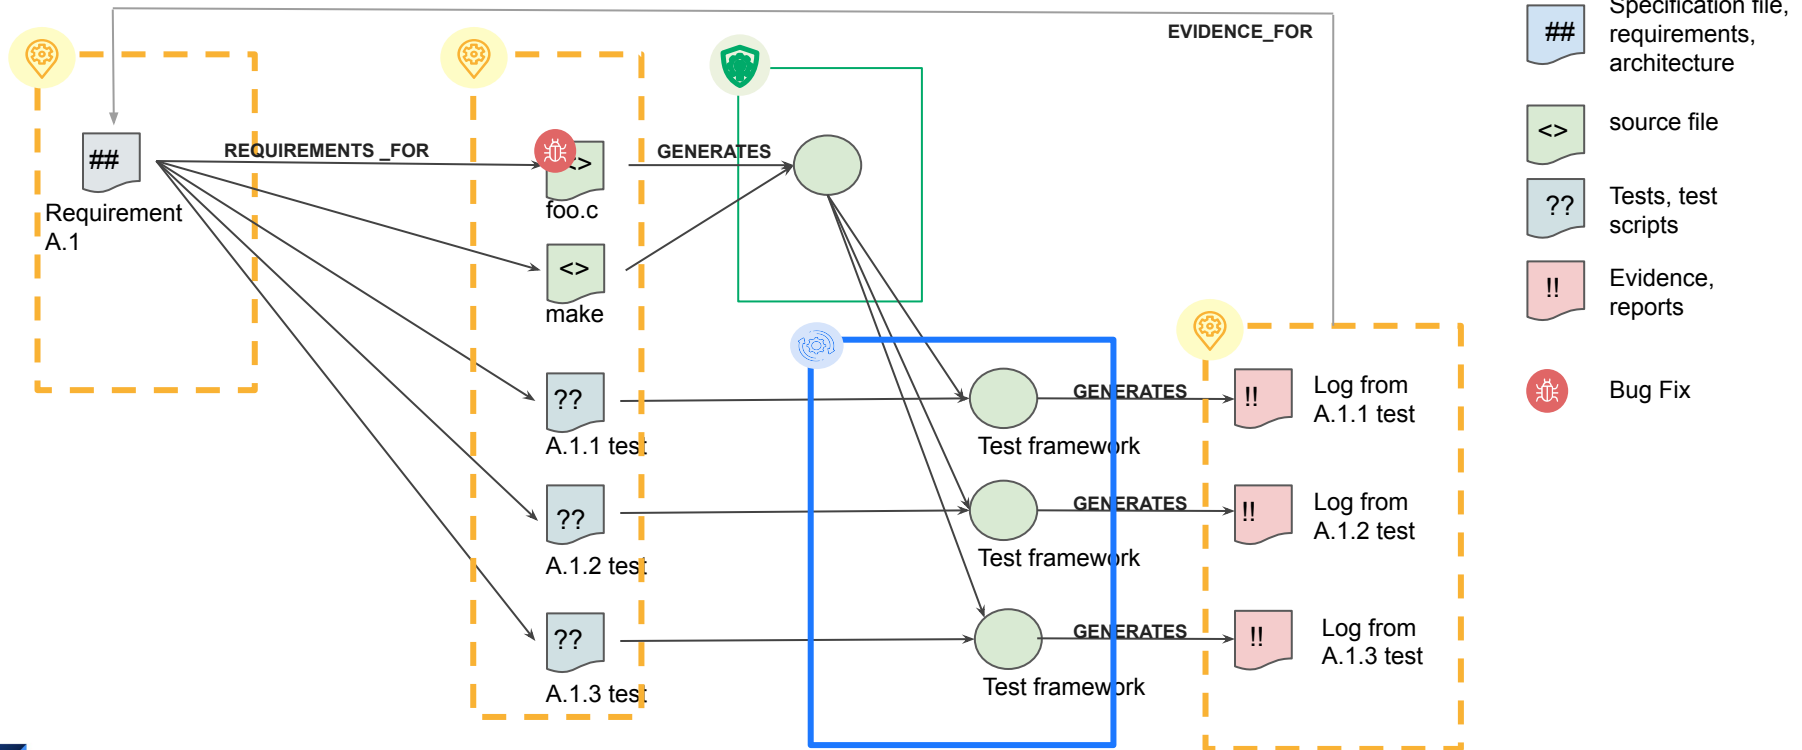 EVIDENCE_FOR
##
Requirement
A.1
REQUIREMENTS _FOR
<>
foo.c
GENERATES
<>
make
??
A.1.1 test
??
A.1.2 test
??
A.1.3 test
Test framework
Test framework
Test framework
GENERATES
GENERATES
GENERATES
!!
Log from
A.1.1 test
!!
Log from
A.1.2 test
!!
Log from
A.1.3 test
##
Specification file,
requirements,
architecture
<>
source file
??
Tests, test
scripts
!!
Evidence,
reports
Bug Fix